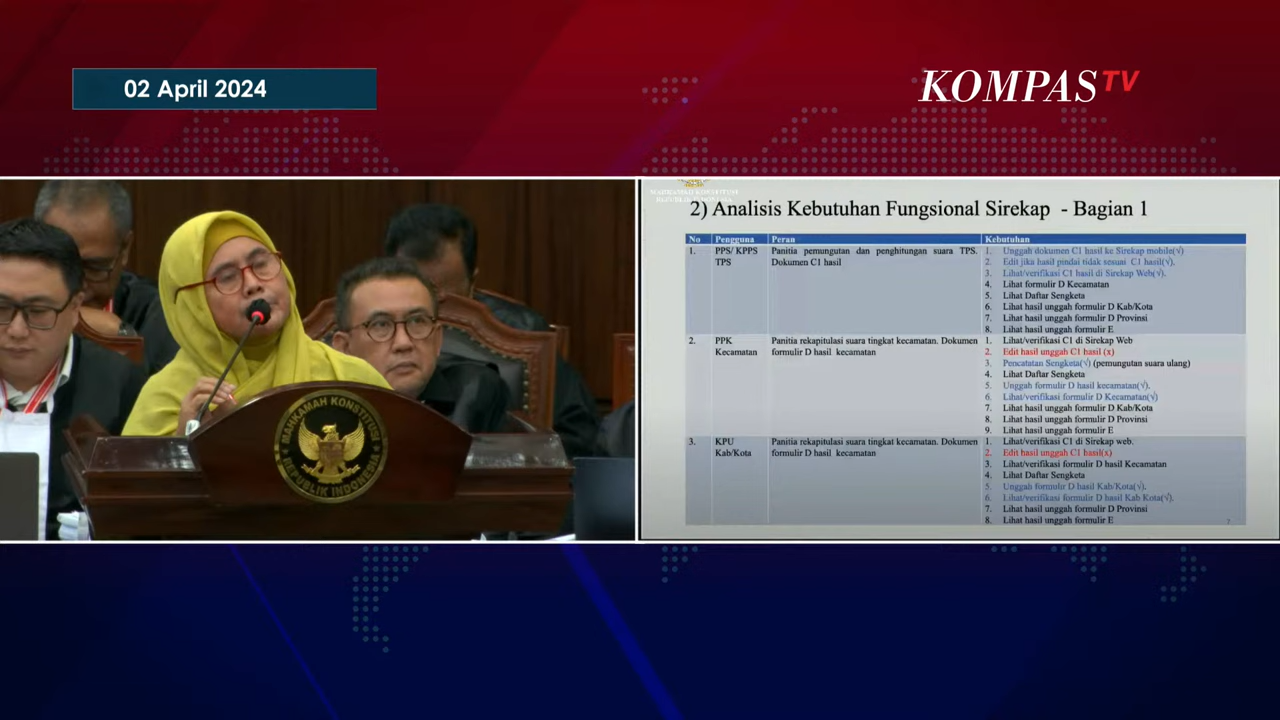 02 April 2024
KOMPAS TV
MAHKAMAH KONSTITUSI
REPUBLIK INDONESIA
2) Analisis Kebutuhan Fungsional Sirekap - Bagian 1
No Pengguna Peran Kebutuhan
1. PPS/ KPPS TPS Panitia pemungutan dan penghitungan suara TPS. Dokumen C1 hasil
1. Unggah dokumen C1 hasil ke Sirekap mobile(√)
2. Edit jika hasil pindai tidak sesuai C1 hasil(√).
3. Lihat/verifikasi C1 hasil di Sirekap Web(√).
4. Lihat formulir D Kecamatan
5. Lihat Daftar Sengketa
6. Lihat hasil unggah formulir D Kab/Kota
7. Lihat hasil unggah formulir D Provinsi
8. Lihat hasil unggah formulir E
2. PPK Kecamatan Panitia rekapitulasi suara tingkat kecamatan. Dokumen formulir D hasil kecamatan
1. Lihat/verifikasi C1 di Sirekap Web
2. Edit hasil unggah C1 hasil (x)
3. Pencatatan Sengketa(√) (pemungutan suara ulang)
4. Lihat Daftar Sengketa
5. Unggah formulir D hasil kecamatan(√).
6. Lihat/verifikasi formulir D Kecamatan(√)
7. Lihat hasil unggah formulir D Kab/Kota
8. Lihat hasil unggah formulir D Provinsi
9. Lihat hasil unggah formulir E
3. KPU Kab/Kota Panitia rekapitulasi suara tingkat kecamatan. Dokumen formulir D hasil kecamatan
1. Lihat/verifikasi C1 di Sirekap web.
2. Edit hasil unggah C1 hasil(x)
3. Lihat/verifikasi formulir D hasil Kecamatan
4. Lihat Daftar Sengketa
5. Unggah formulir D hasil Kab/Kota(√).
6. Lihat/verifikasi formulir D hasil Kab Kota(√).
7. Lihat hasil unggah formulir D Provinsi
8. Lihat hasil unggah formulir E
7
MAHKAMAH KONSTITUSI
REPUBLIK INDONESIA